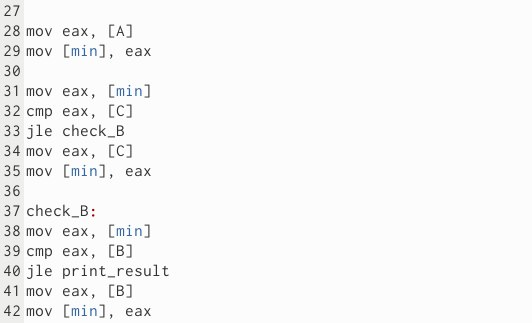 27
28 mov eax, [A]
29 mov [min], eax
30
31 mov eax, [min]
32 cmp eax, [C]
33 jle check_B
34 mov eax, [C]
35 mov [min], eax
36
37 check_B:
38 mov eax, [min]
39 cmp eax, [B]
40 jle print_result
41 mov eax, [B]
42 mov [min], eax